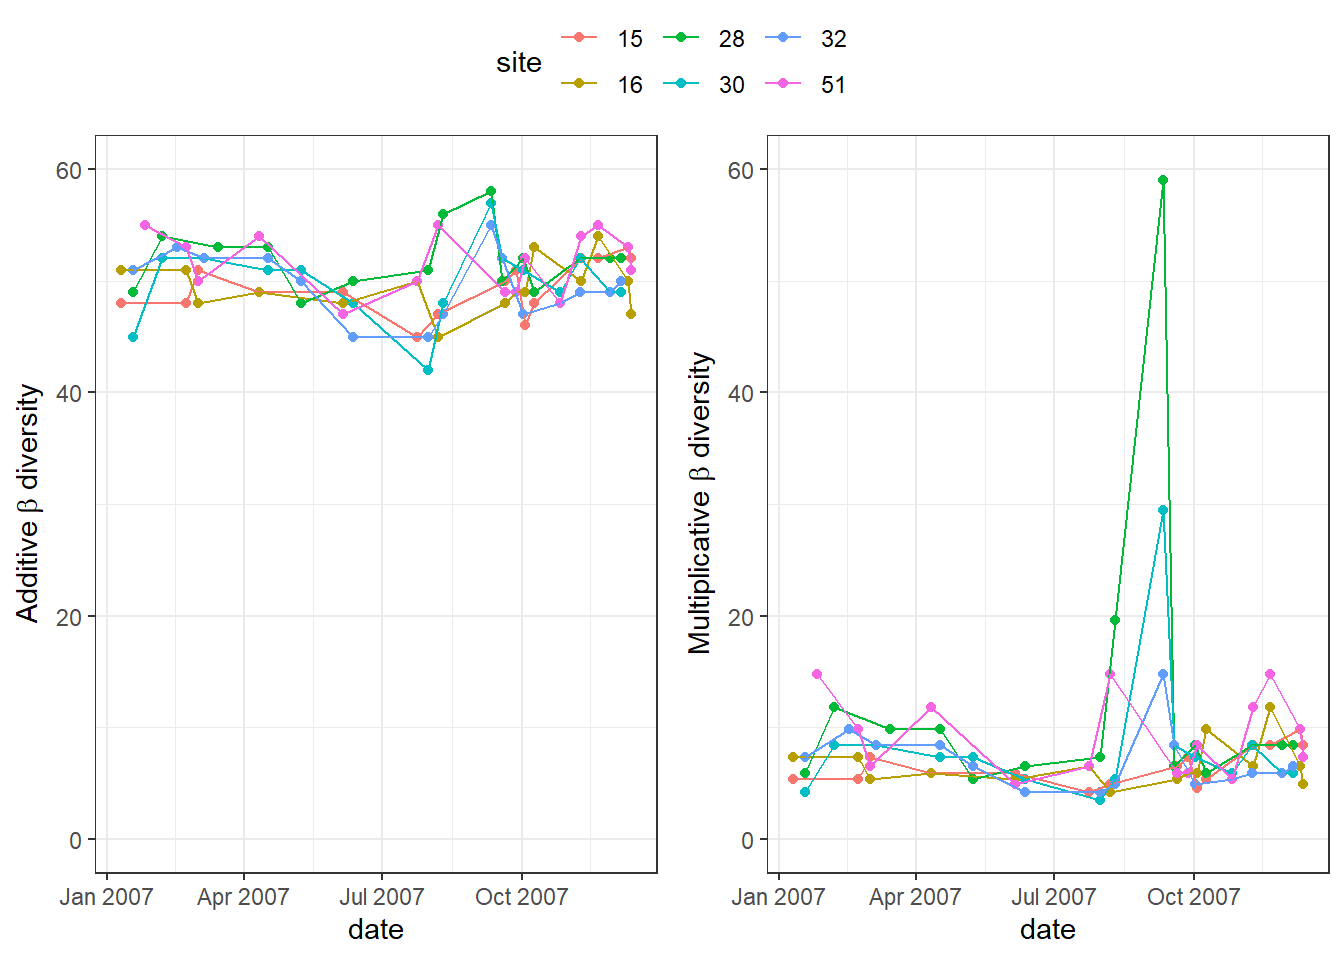 site
15 28 32
16 30 51
Additive β diversity
60
40
20
0
Jan 2007 Apr 2007 Jul 2007 Oct 2007
date
Multiplicative β diversity
60
40
20
0
Jan 2007 Apr 2007 Jul 2007 Oct 2007
date